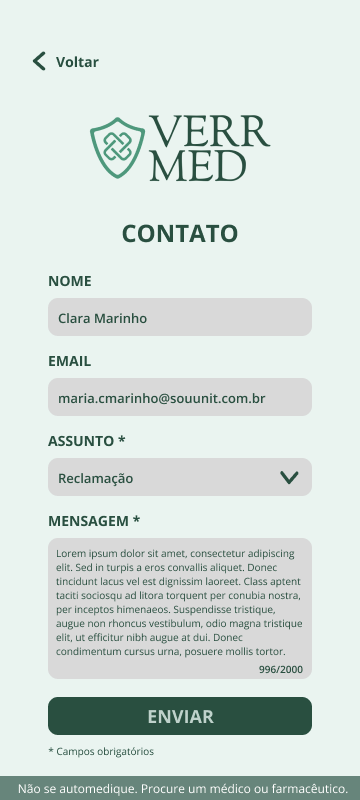 Voltar
VERR
MED
CONTATO
NOME
Clara Marinho
EMAIL
maria.cmarinho@souunit.com.br
ASSUNTO *
Reclamação
MENSAGEM *
Lorem ipsum dolor sit amet, consectetur adipiscing
elit. Sed in turpis a eros convallis aliquet. Donec
tincidunt lacus vel est dignissim laoreet. Class aptent
taciti sociosqu ad litora torquent per conubia nostra,
per inceptos himenaeos. Suspendisse tristique,
augue non rhoncus vestibulum, odio magna tristique
elit, ut efficitur nibh augue at dui. Donec
condimentum cursus urna, posuere mollis tortor.
996/2000
ENVIAR
* Campos obrigatórios
Não se automedique. Procure um médico ou farmacêutico.